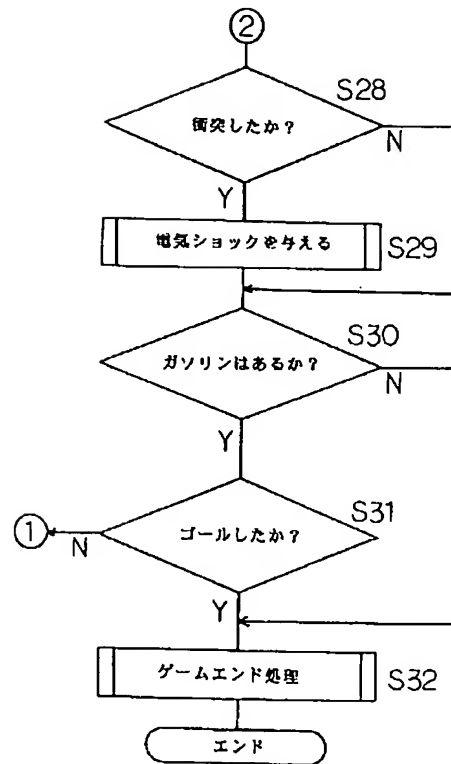 ②
S28
衝突したか?
N
Y
電気ショックを与える
S29
S30
ガソリンはあるか?
N
Y
S31
ゴールしたか?
①
N
Y
ゲームエンド処理
S32
エンド